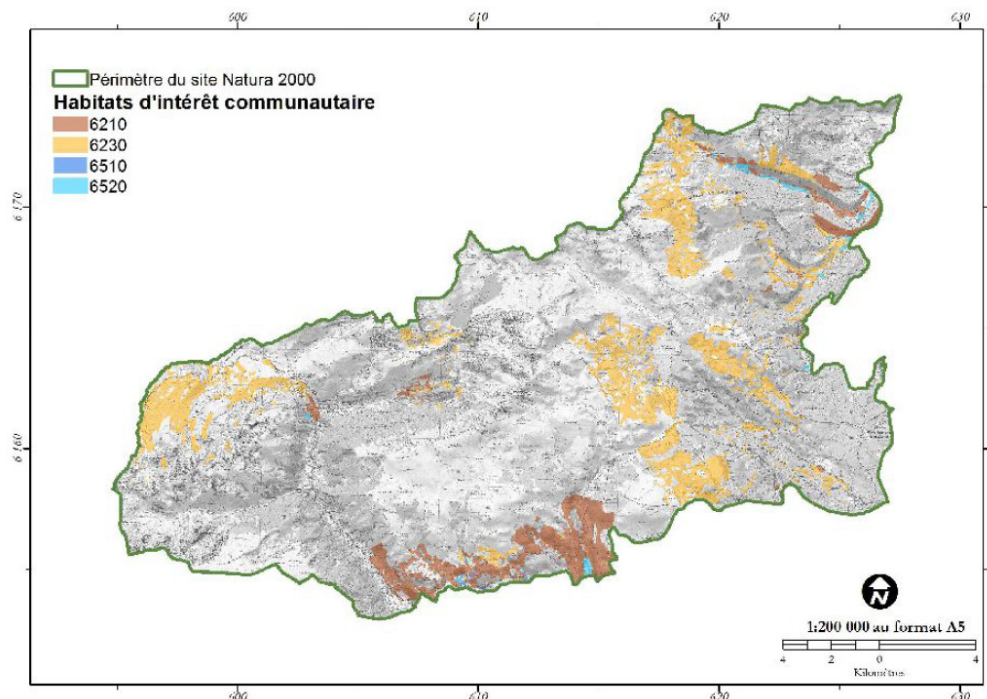 600 610 620 630
Périmètre du site Natura 2000
Habitats d'intérêt communautaire
6210
6230
6510
6520
6 170
6 160
N
1:200 000 au format A5
4 2 0 4
Kilomètres
600 610 620 630